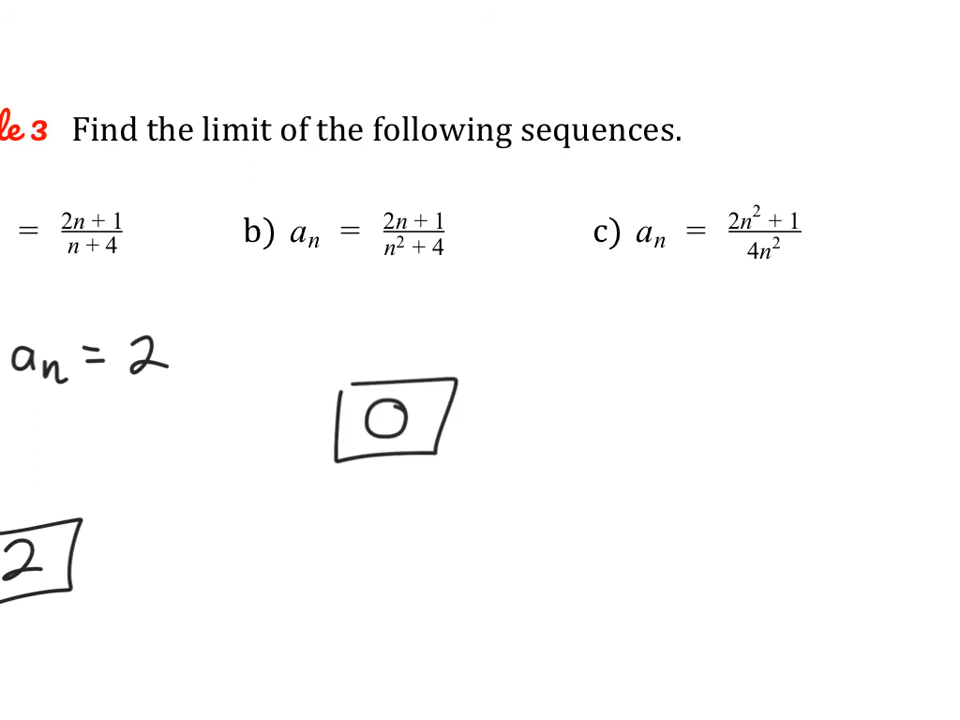 le 3 Find the limit of the following sequences.
= 2n + 1 / n + 4 b) aₙ = 2n + 1 / n² + 4 c) aₙ = 2n² + 1 / 4n²
aₙ = 2
0
2